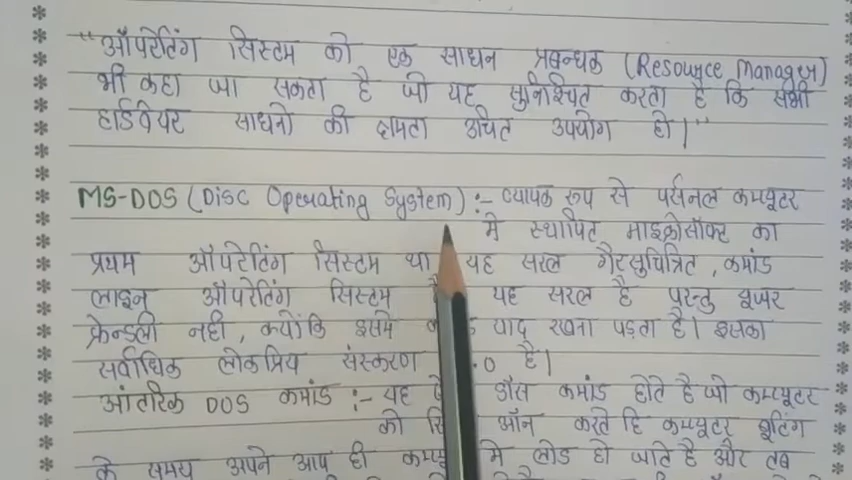 "ऑपरेटिंग सिस्टम को एक साधन प्रबन्धक (Resource Manager)
भी कहा जा सकता है जो यह सुनिश्चित करता है कि सभी
हार्डवेयर साधनो की क्षमता उचित उपयोग हो।"
MS-DOS (Disc Operating System) :- व्यापक रूप से पर्सनल कम्प्यूटर
मे स्थापित माइक्रोसॉफ्ट का
प्रथम ऑपरेटिंग सिस्टम था यह सरल गैरसुचित्रित, कमांड
लाइन ऑपरेटिंग सिस्टम यह सरल है परन्तु यूजर
फ्रेन्डली नही, क्योंकि इसमे याद रखना पड़ता है। इसका
सर्वाधिक लोकप्रिय संस्करण .0 है।
आंतरिक DOS कमांड :- यह डॉस कमांड होते है जो कम्प्यूटर
को ऑन करते हि कम्प्यूटर बूटिंग
के समय अपने आप ही मे लोड हो जाते है और तब